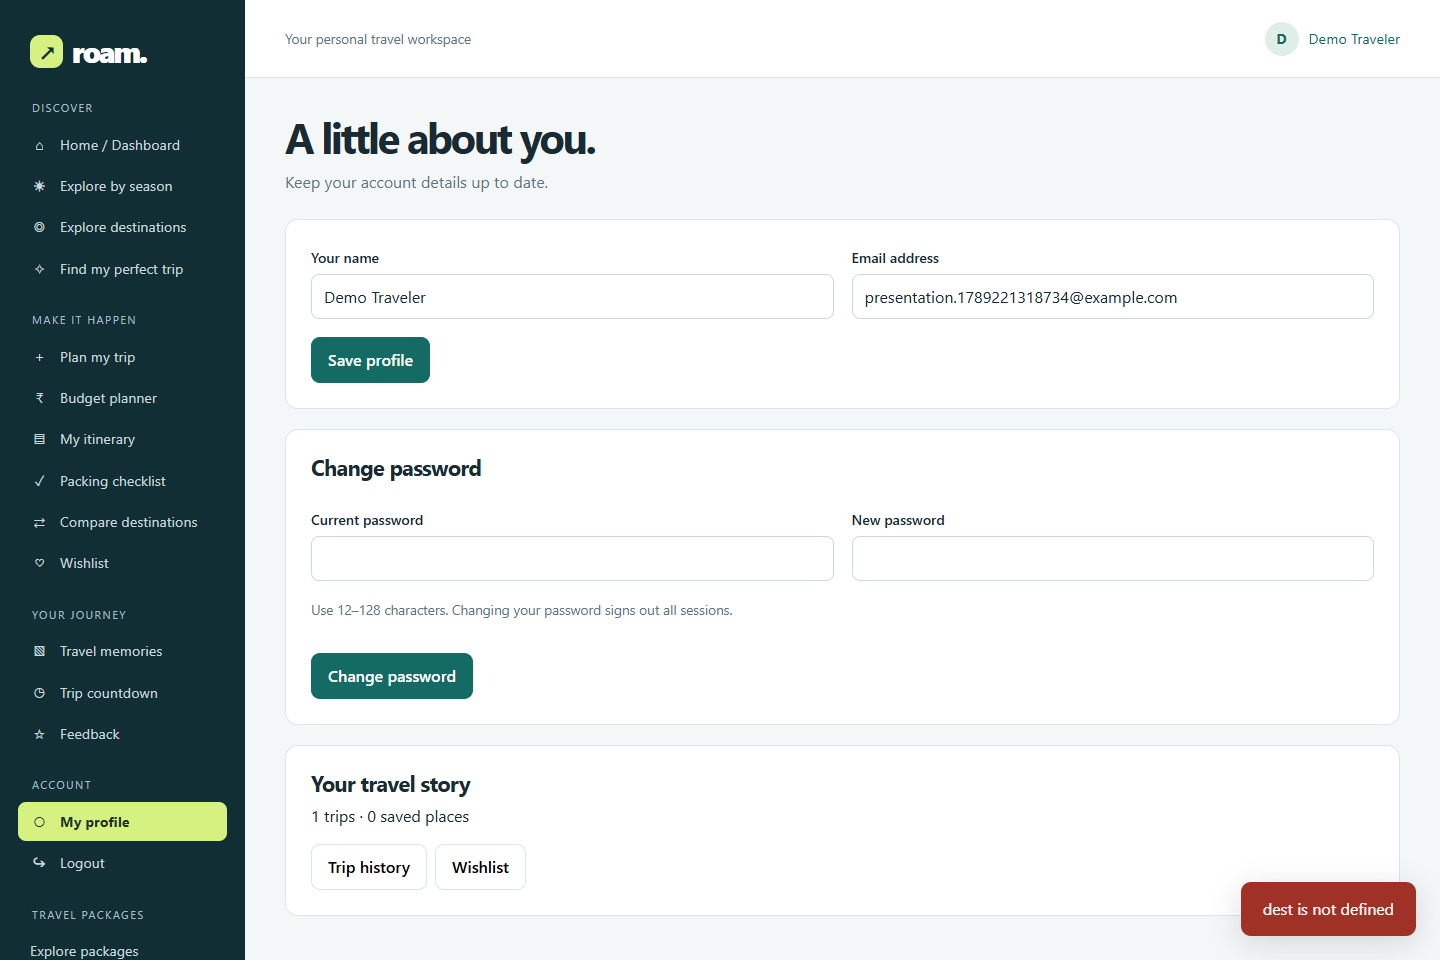 roam.
DISCOVER
Home / Dashboard
Explore by season
Explore destinations
Find my perfect trip
MAKE IT HAPPEN
Plan my trip
₹ Budget planner
My itinerary
Packing checklist
Compare destinations
Wishlist
YOUR JOURNEY
Travel memories
Trip countdown
Feedback
ACCOUNT
My profile
Logout
TRAVEL PACKAGES
Explore packages
Your personal travel workspace
D Demo Traveler
A little about you.
Keep your account details up to date.
Your name
Demo Traveler
Email address
presentation.1789221318734@example.com
Save profile
Change password
Current password
New password
Use 12–128 characters. Changing your password signs out all sessions.
Change password
Your travel story
1 trips · 0 saved places
Trip history
Wishlist
dest is not defined